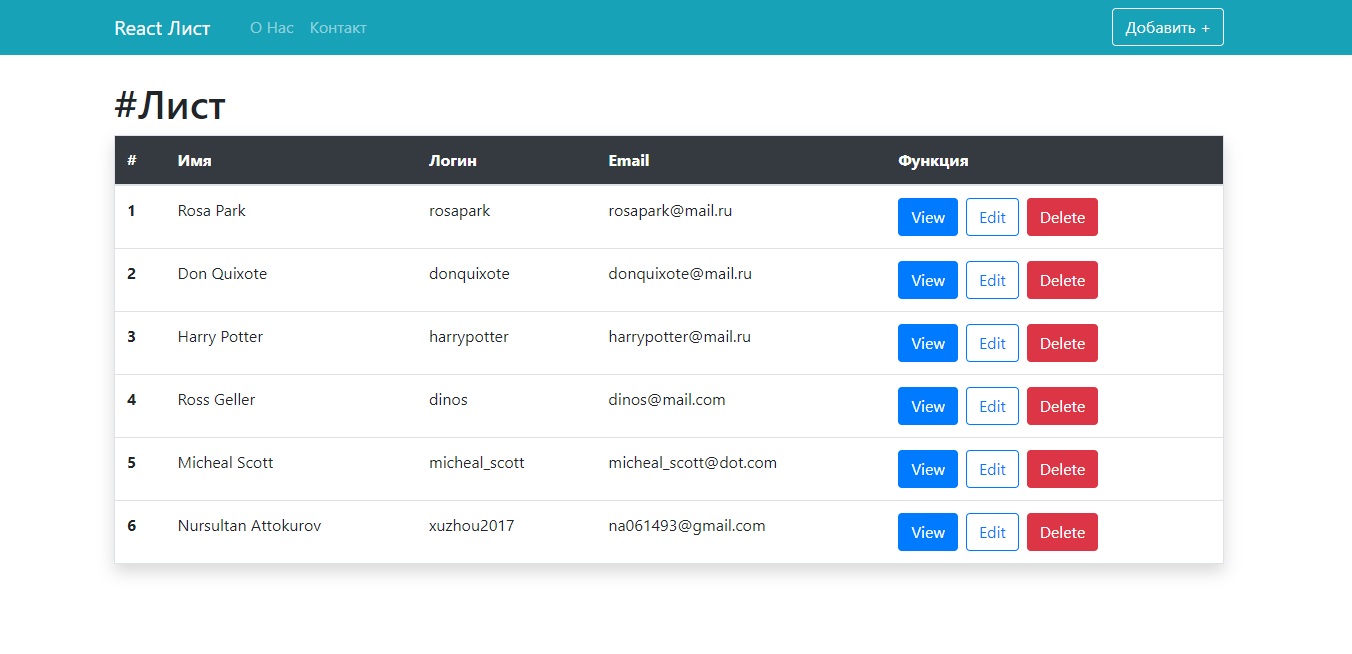 React Лист О Нас Контакт Добавить +
#Лист
# Имя Логин Email Функция
1 Rosa Park rosapark rosapark@mail.ru View Edit Delete
2 Don Quixote donquixote donquixote@mail.ru View Edit Delete
3 Harry Potter harrypotter harrypotter@mail.ru View Edit Delete
4 Ross Geller dinos dinos@mail.com View Edit Delete
5 Micheal Scott micheal_scott micheal_scott@dot.com View Edit Delete
6 Nursultan Attokurov xuzhou2017 na061493@gmail.com View Edit Delete